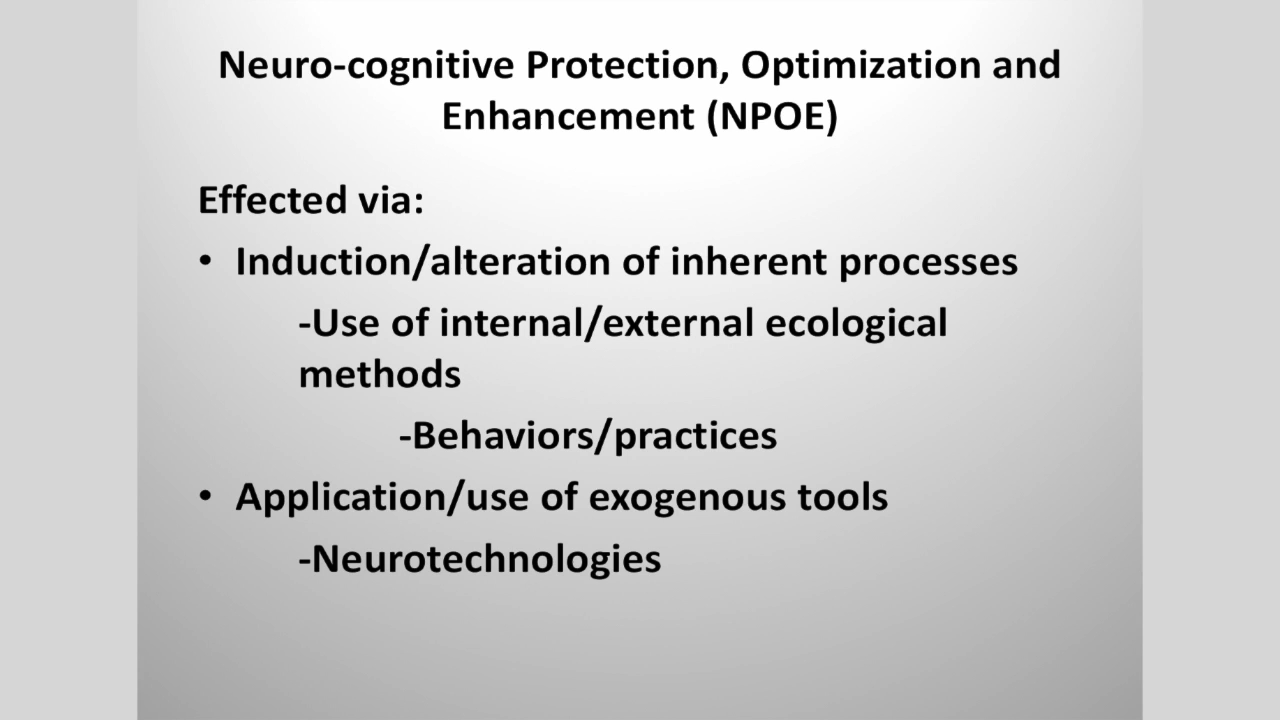 Neuro-cognitive Protection, Optimization and
Enhancement (NPOE)
Effected via:
• Induction/alteration of inherent processes
-Use of internal/external ecological
methods
-Behaviors/practices
• Application/use of exogenous tools
-Neurotechnologies